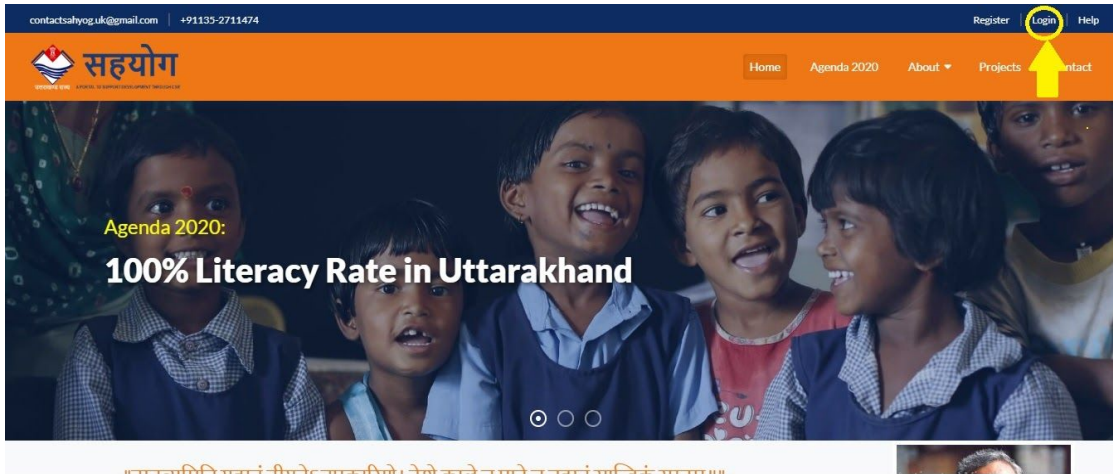 contactsahyog.uk@gmail.com +91135-2711474 Register Login Help
सहयोग
Home Agenda 2020 About Projects ntact
Agenda 2020:
100% Literacy Rate in Uttarakhand